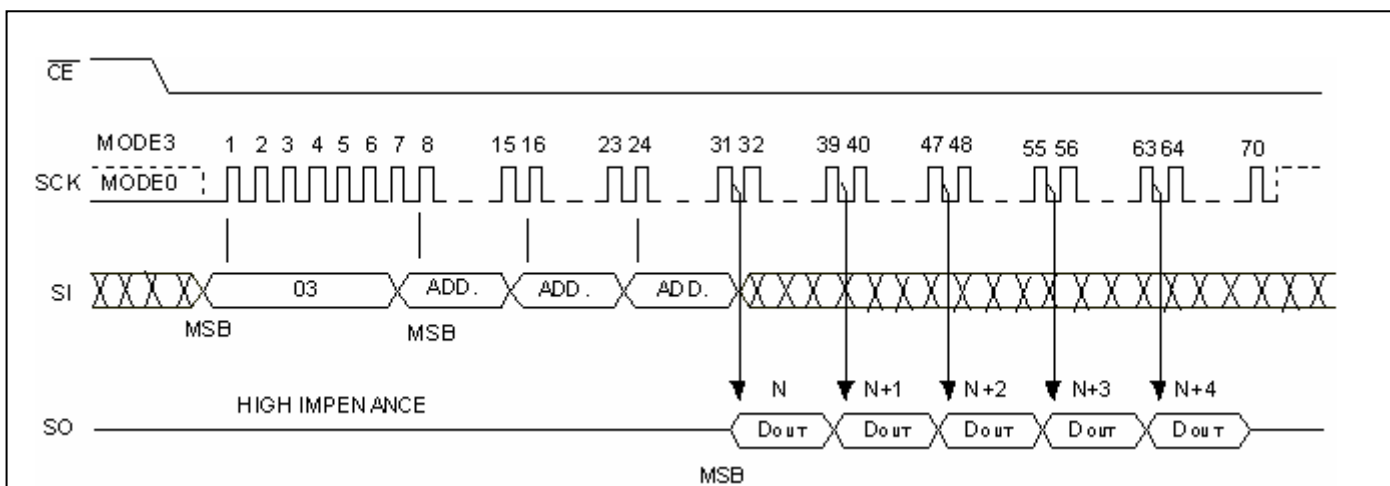 CE
MODE3 1 2 3 4 5 6 7 8 15 16 23 24 31 32 39 40 47 48 55 56 63 64 70
SCK MODE0
SI 03 ADD. ADD. ADD.
MSB MSB
N N+1 N+2 N+3 N+4
HIGH IMPENANCE
SO DOUT DOUT DOUT DOUT DOUT
MSB